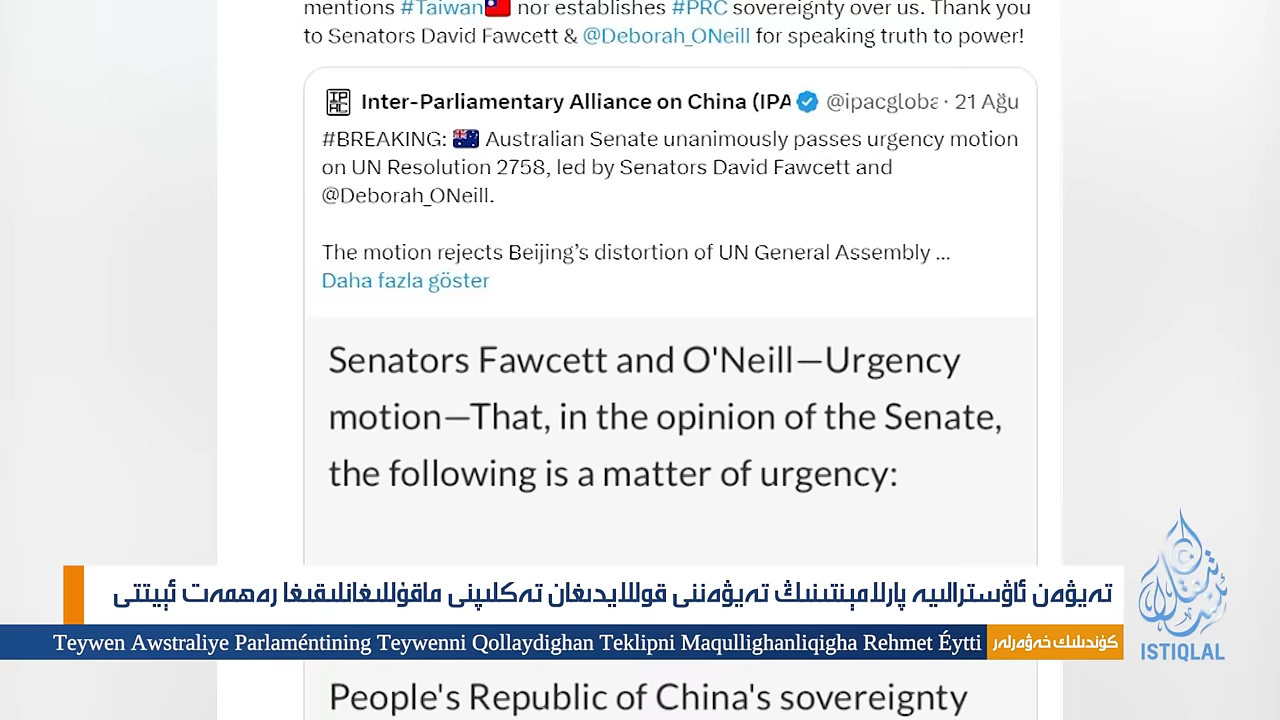 mentions #Taiwan🇹🇼 nor establishes #PRC sovereignty over us. Thank you
to Senators David Fawcett & @Deborah_ONeill for speaking truth to power!
Inter-Parliamentary Alliance on China (IPA @ipacgloba · 21 Ağu
#BREAKING: 🇦🇺 Australian Senate unanimously passes urgency motion
on UN Resolution 2758, led by Senators David Fawcett and
@Deborah_ONeill.
The motion rejects Beijing’s distortion of UN General Assembly ...
Daha fazla göster
Senators Fawcett and O'Neill—Urgency
motion—That, in the opinion of the Senate,
the following is a matter of urgency:
تەيۋەن ئاۋسترالىيە پارلامېنتىنىڭ تەيۋەننى قوللايدىغان تەكلىپنى ماقۇللىغانلىقىغا رەھمەت ئېيتتى
Teywen Awstraliye Parlaméntining Teywenni Qollaydighan Teklipni Maqullighanliqigha Rehmet Éytti
كۈندىلىك خەۋەرلەر
ISTIQLAL
People's Republic of China's sovereignty